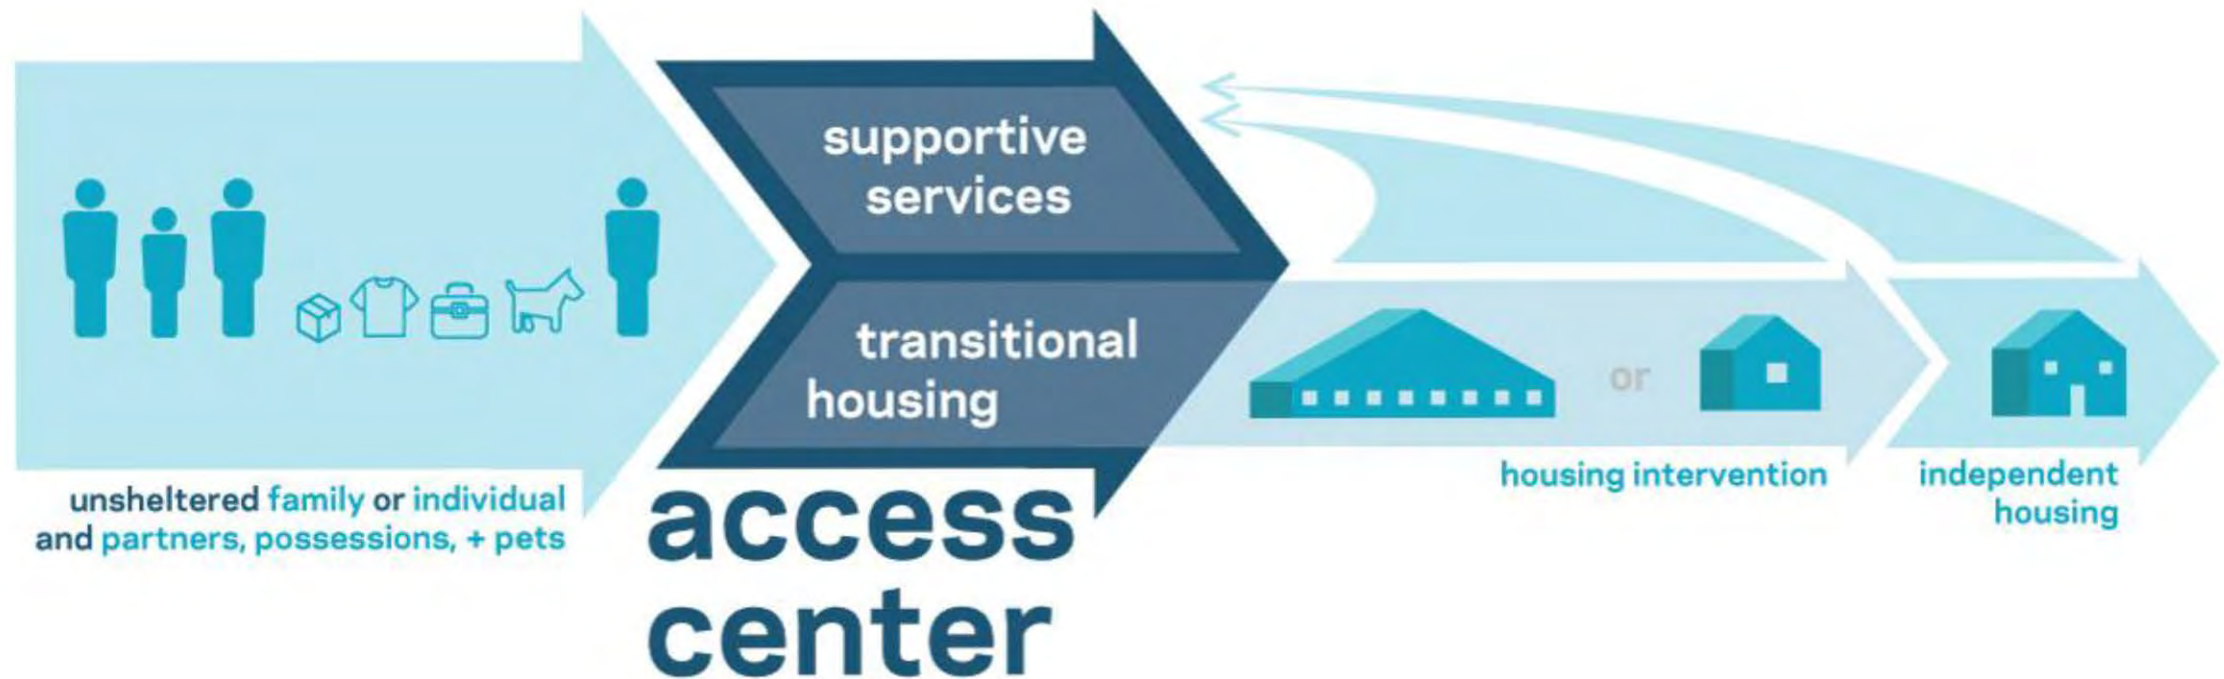 supportive
services
transitional
housing
or
unsheltered family or individual
and partners, possessions, + pets
access
center
housing intervention
independent
housing